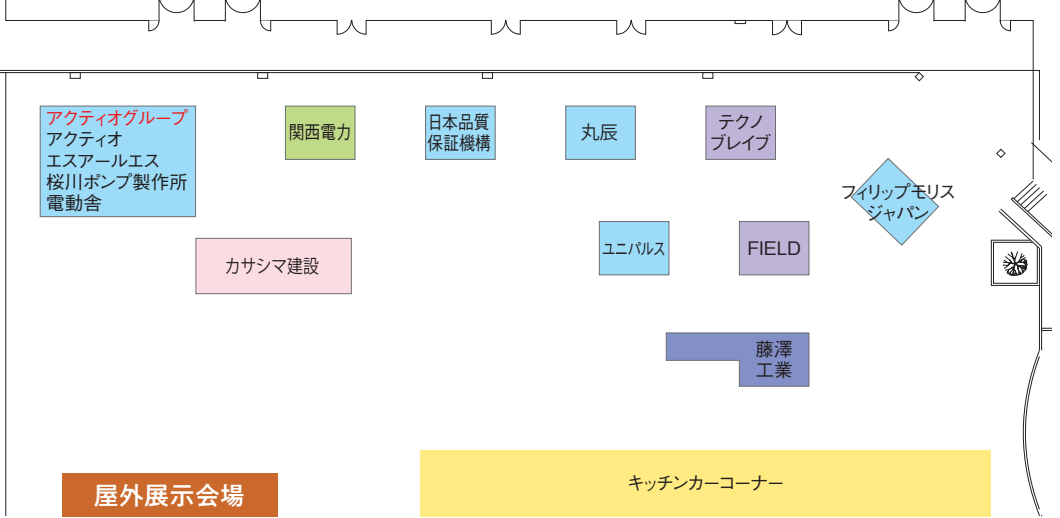 アクティオグループ
アクティオ
エスアールエス
桜川ポンプ製作所
電動舎
関西電力
日本品質
保証機構
丸辰
テクノ
ブレイブ
フィリップモリス
ジャパン
カサシマ建設
ユニパルス
FIELD
藤澤
工業
キッチンカーコーナー
屋外展示会場